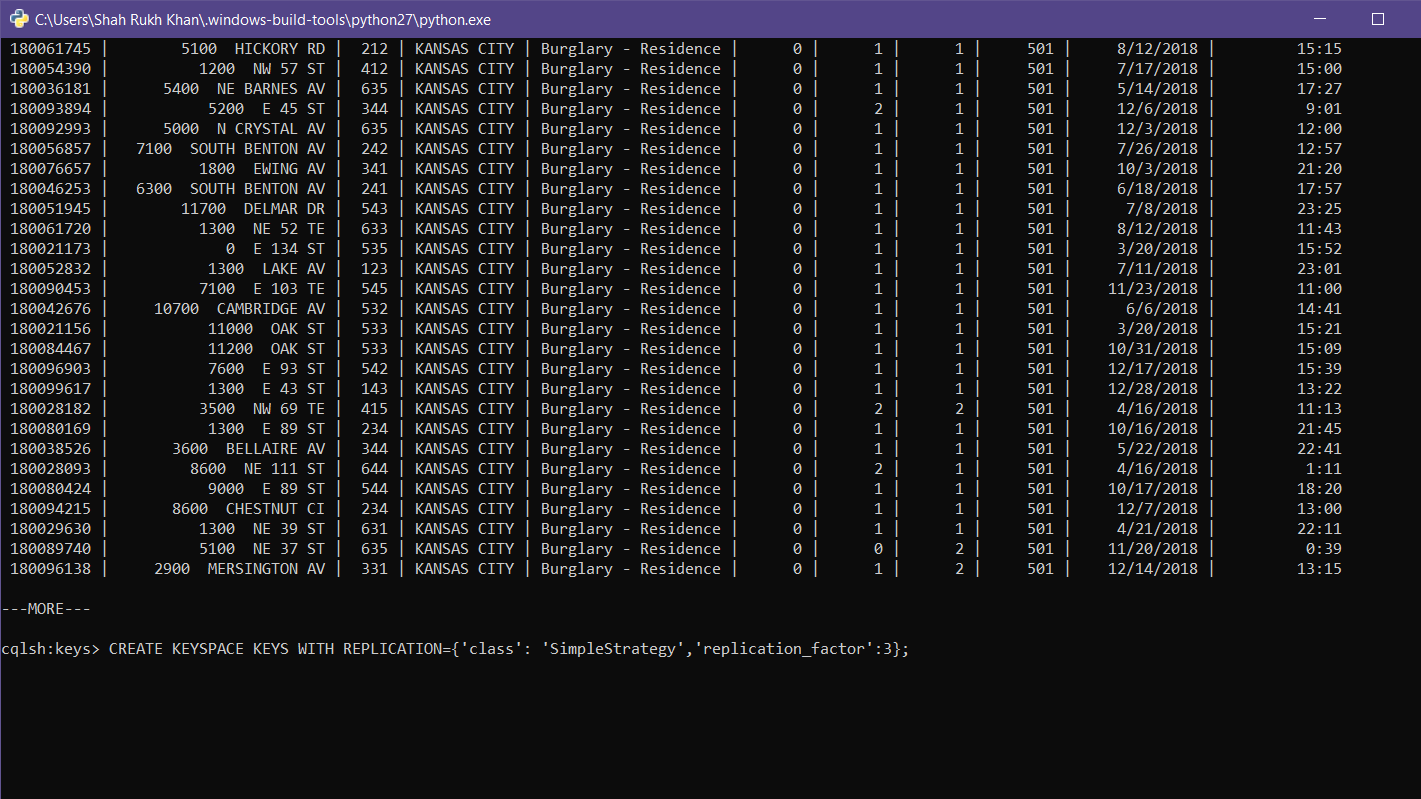 C:\Users\Shah Rukh Khan\.windows-build-tools\python27\python.exe
180061745 | 5100  HICKORY RD | 212 | KANSAS CITY | Burglary - Residence | 0 | 1 | 1 | 501 | 8/12/2018 | 15:15
180054390 | 1200  NW 57 ST | 412 | KANSAS CITY | Burglary - Residence | 0 | 1 | 1 | 501 | 7/17/2018 | 15:00
180036181 | 5400  NE BARNES AV | 635 | KANSAS CITY | Burglary - Residence | 0 | 1 | 1 | 501 | 5/14/2018 | 17:27
180093894 | 5200  E 45 ST | 344 | KANSAS CITY | Burglary - Residence | 0 | 2 | 1 | 501 | 12/6/2018 | 9:01
180092993 | 5000  N CRYSTAL AV | 635 | KANSAS CITY | Burglary - Residence | 0 | 1 | 1 | 501 | 12/3/2018 | 12:00
180056857 | 7100  SOUTH BENTON AV | 242 | KANSAS CITY | Burglary - Residence | 0 | 1 | 1 | 501 | 7/26/2018 | 12:57
180076657 | 1800  EWING AV | 341 | KANSAS CITY | Burglary - Residence | 0 | 1 | 1 | 501 | 10/3/2018 | 21:20
180046253 | 6300  SOUTH BENTON AV | 241 | KANSAS CITY | Burglary - Residence | 0 | 1 | 1 | 501 | 6/18/2018 | 17:57
180051945 | 11700  DELMAR DR | 543 | KANSAS CITY | Burglary - Residence | 0 | 1 | 1 | 501 | 7/8/2018 | 23:25
180061720 | 1300  NE 52 TE | 633 | KANSAS CITY | Burglary - Residence | 0 | 1 | 1 | 501 | 8/12/2018 | 11:43
180021173 | 0  E 134 ST | 535 | KANSAS CITY | Burglary - Residence | 0 | 1 | 1 | 501 | 3/20/2018 | 15:52
180052832 | 1300  LAKE AV | 123 | KANSAS CITY | Burglary - Residence | 0 | 1 | 1 | 501 | 7/11/2018 | 23:01
180090453 | 7100  E 103 TE | 545 | KANSAS CITY | Burglary - Residence | 0 | 1 | 1 | 501 | 11/23/2018 | 11:00
180042676 | 10700  CAMBRIDGE AV | 532 | KANSAS CITY | Burglary - Residence | 0 | 1 | 1 | 501 | 6/6/2018 | 14:41
180021156 | 11000  OAK ST | 533 | KANSAS CITY | Burglary - Residence | 0 | 1 | 1 | 501 | 3/20/2018 | 15:21
180084467 | 11200  OAK ST | 533 | KANSAS CITY | Burglary - Residence | 0 | 1 | 1 | 501 | 10/31/2018 | 15:09
180096903 | 7600  E 93 ST | 542 | KANSAS CITY | Burglary - Residence | 0 | 1 | 1 | 501 | 12/17/2018 | 15:39
180099617 | 1300  E 43 ST | 143 | KANSAS CITY | Burglary - Residence | 0 | 1 | 1 | 501 | 12/28/2018 | 13:22
180028182 | 3500  NW 69 TE | 415 | KANSAS CITY | Burglary - Residence | 0 | 2 | 2 | 501 | 4/16/2018 | 11:13
180080169 | 1300  E 89 ST | 234 | KANSAS CITY | Burglary - Residence | 0 | 1 | 1 | 501 | 10/16/2018 | 21:45
180038526 | 3600  BELLAIRE AV | 344 | KANSAS CITY | Burglary - Residence | 0 | 1 | 1 | 501 | 5/22/2018 | 22:41
180028093 | 8600  NE 111 ST | 644 | KANSAS CITY | Burglary - Residence | 0 | 2 | 1 | 501 | 4/16/2018 | 1:11
180080424 | 9000  E 89 ST | 544 | KANSAS CITY | Burglary - Residence | 0 | 1 | 1 | 501 | 10/17/2018 | 18:20
180094215 | 8600  CHESTNUT CI | 234 | KANSAS CITY | Burglary - Residence | 0 | 1 | 1 | 501 | 12/7/2018 | 13:00
180029630 | 1300  NE 39 ST | 631 | KANSAS CITY | Burglary - Residence | 0 | 1 | 1 | 501 | 4/21/2018 | 22:11
180089740 | 5100  NE 37 ST | 635 | KANSAS CITY | Burglary - Residence | 0 | 0 | 2 | 501 | 11/20/2018 | 0:39
180096138 | 2900  MERSINGTON AV | 331 | KANSAS CITY | Burglary - Residence | 0 | 1 | 2 | 501 | 12/14/2018 | 13:15
---MORE---
cqlsh:keys> CREATE KEYSPACE KEYS WITH REPLICATION={'class': 'SimpleStrategy','replication_factor':3};